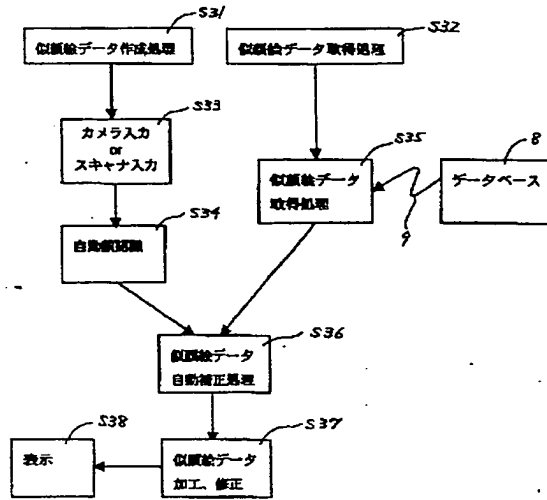 S31
似顔絵データ作成処理
S32
似顔絵データ取得処理
S33
カメラ入力
or
スキャナ入力
S35
似顔絵データ
取得処理
8
データベース
9
S34
自動顔認識
S36
似顔絵データ
自動補正処理
S38
表示
S37
似顔絵データ
加工、修正